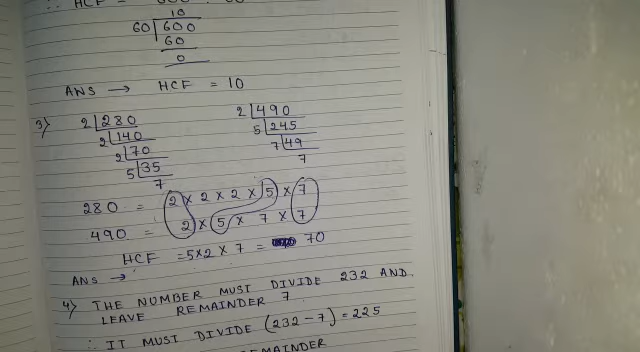 ∴ HCF =
10
60 | 600
60
0
ANS → HCF = 10
3)
2 | 280
2 | 140
2 | 70
5 | 35
7
2 | 490
5 | 245
7 | 49
7
280 = 2 × 2 × 2 × 5 × 7
490 = 2 × 5 × 7 × 7
HCF = 5×2×7 = 70
ANS →
4) THE NUMBER MUST DIVIDE 232 AND
LEAVE REMAINDER 7
∴ IT MUST DIVIDE (232-7) = 225
REMAINDER